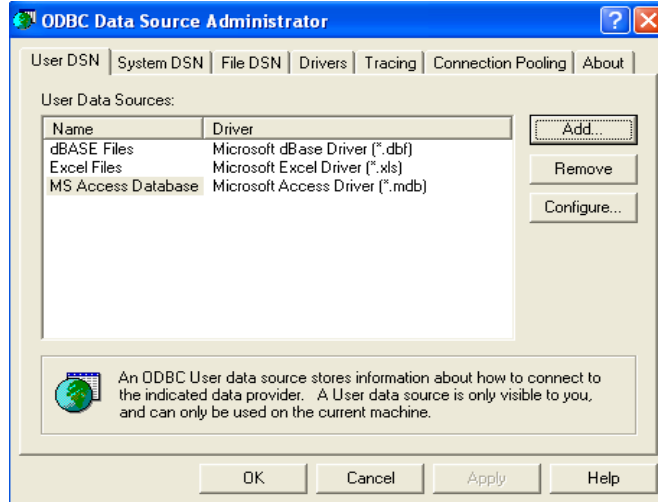 ODBC Data Source Administrator
User DSN System DSN File DSN Drivers Tracing Connection Pooling About
User Data Sources:
Name Driver
dBASE Files Microsoft dBase Driver (*.dbf)
Excel Files Microsoft Excel Driver (*.xls)
MS Access Database Microsoft Access Driver (*.mdb)
Add...
Remove
Configure...
An ODBC User data source stores information about how to connect to
the indicated data provider. A User data source is only visible to you,
and can only be used on the current machine.
OK Cancel Apply Help